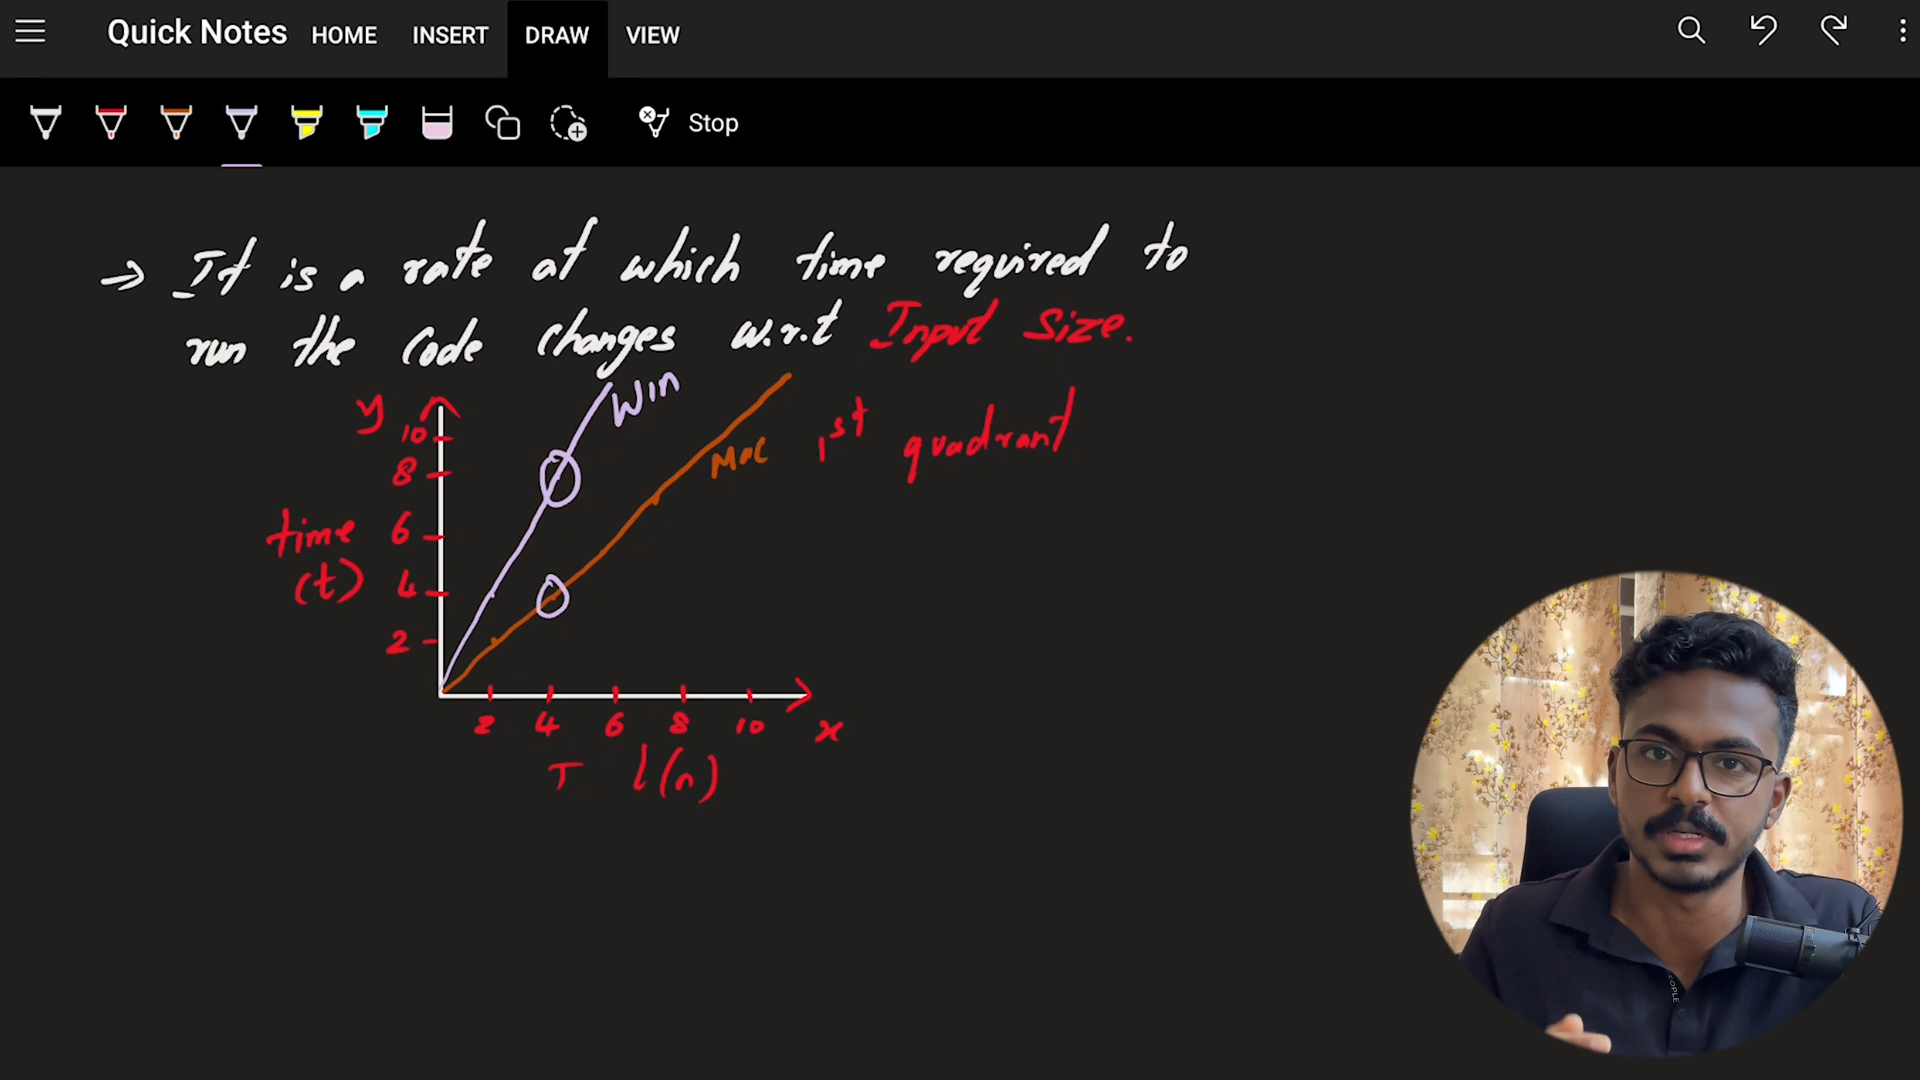 Quick Notes HOME INSERT DRAW VIEW
Stop
→ It is a rate at which time required to
run the Code changes w.r.t Input Size.
y
Win
10
Mac
1st quadrant
8
time
(t)
6
4
2
2 4 6 8 10 x
I l(n)